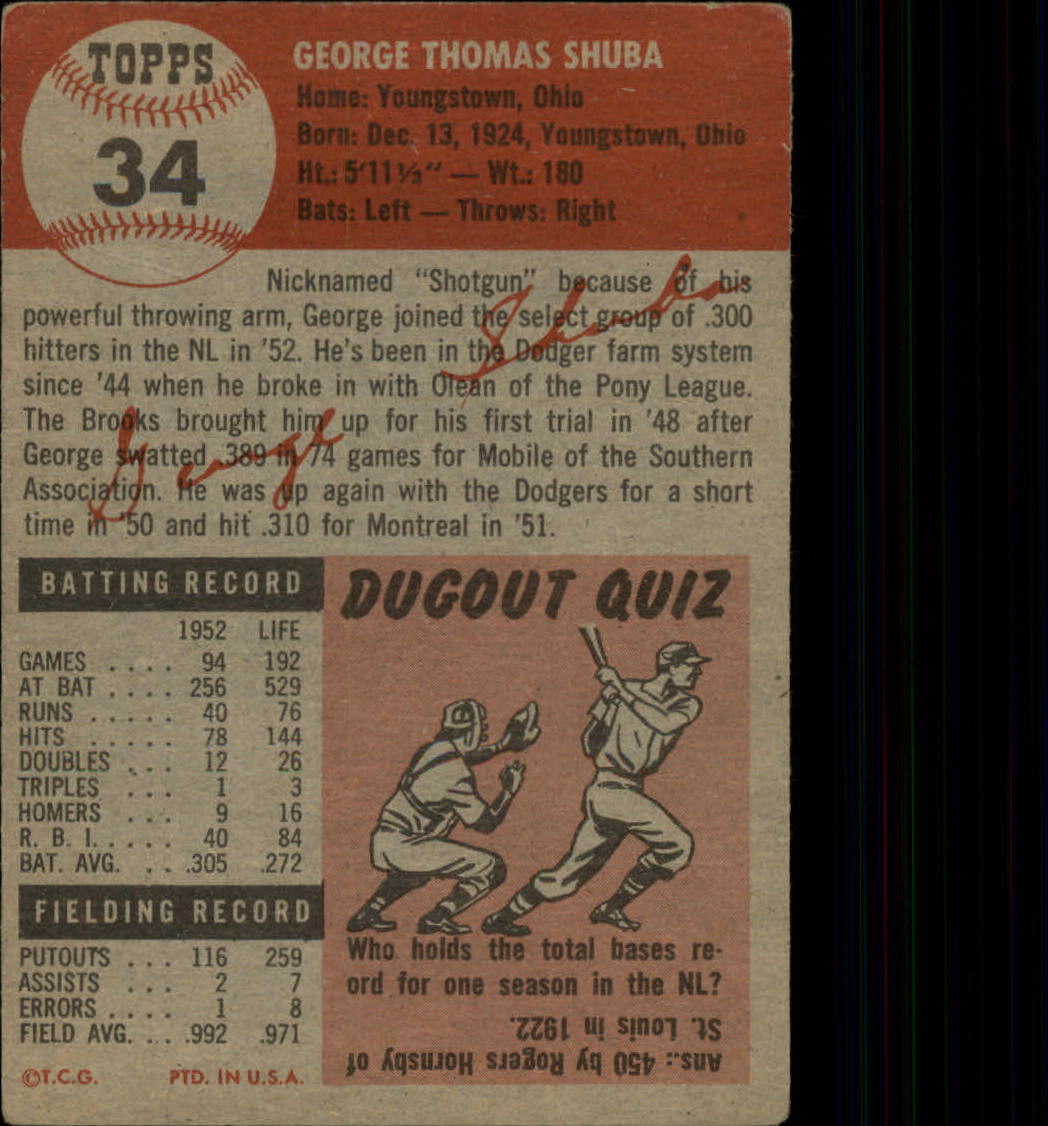 TOPPS
34
GEORGE THOMAS SHUBA
Home: Youngstown, Ohio
Born: Dec. 13, 1924, Youngstown, Ohio
Ht.: 5'11½" — Wt.: 180
Bats: Left — Throws: Right
Nicknamed "Shotgun" because of his
powerful throwing arm, George joined the select group of .300
hitters in the NL in '52. He's been in the Dodger farm system
since '44 when he broke in with Olean of the Pony League.
The Brooks brought him up for his first trial in '48 after
George swatted .389 in 74 games for Mobile of the Southern
Association. He was up again with the Dodgers for a short
time in '50 and hit .310 for Montreal in '51.
George Shuba
BATTING RECORD
1952 LIFE
GAMES .... 94 192
AT BAT .... 256 529
RUNS ..... 40 76
HITS ..... 78 144
DOUBLES ... 12 26
TRIPLES ... 1 3
HOMERS ... 9 16
R. B. I. .... 40 84
BAT. AVG. .. .305 .272
FIELDING RECORD
PUTOUTS ... 116 259
ASSISTS ... 2 7
ERRORS .... 1 8
FIELD AVG. .. .992 .971
©T.C.G. PTD. IN U.S.A.
DUGOUT QUIZ
Who holds the total bases re-
ord for one season in the NL?
Ans.: 450 by Rogers Hornsby of
St. Louis in 1922.